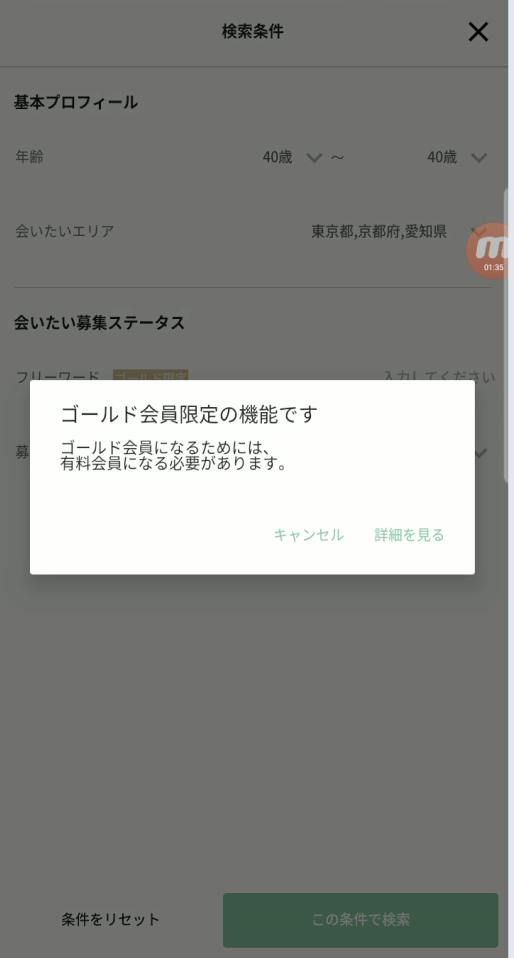 検索条件
基本プロフィール
年齢 40歳 ～ 40歳
会いたいエリア 東京都,京都府,愛知県
01:35
会いたい募集ステータス
フリーワード ゴールド限定 入力してください
ゴールド会員限定の機能です
募
ゴールド会員になるためには、
有料会員になる必要があります。
キャンセル 詳細を見る
条件をリセット この条件で検索